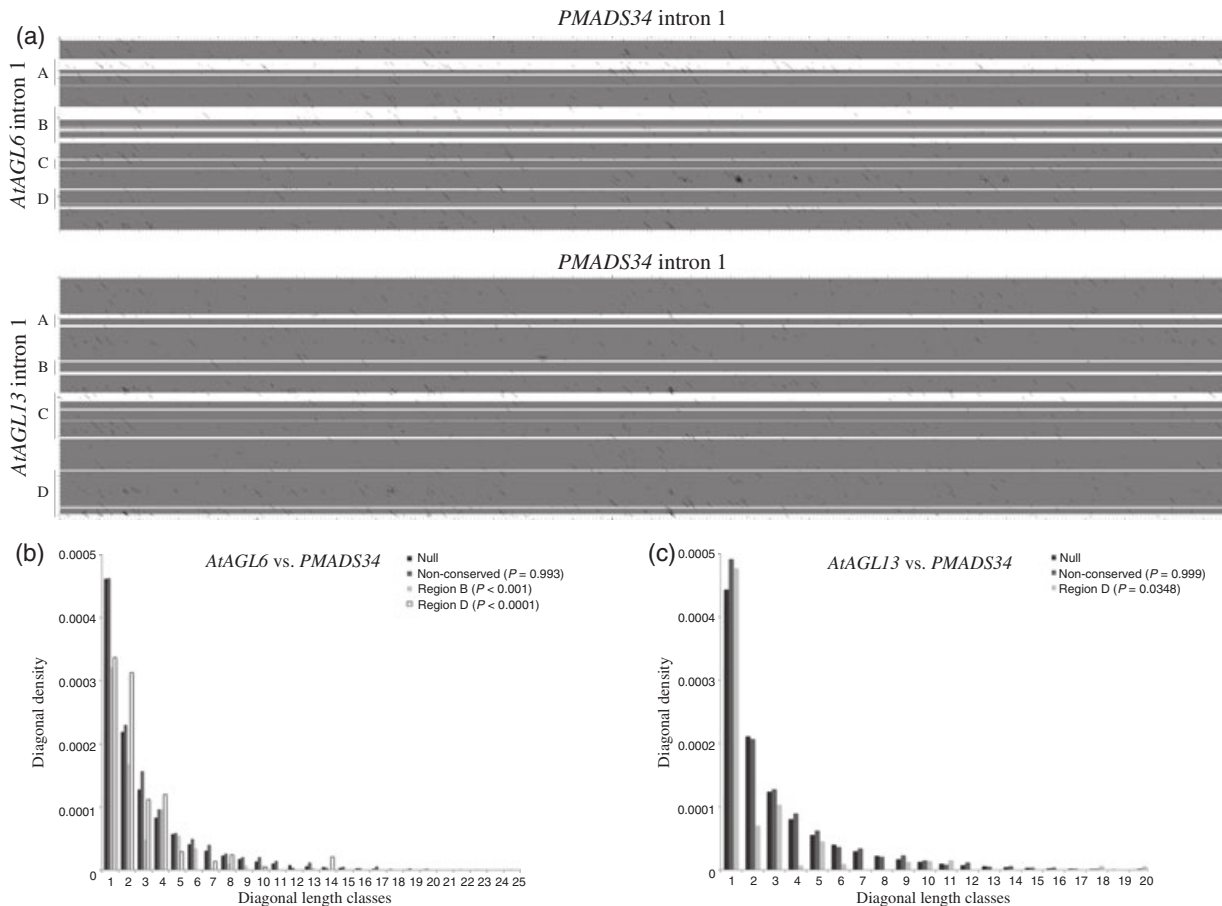 PMADS34 intron 1
(a)
A
B
C
D
AtAGL6 intron 1
PMADS34 intron 1
A
B
C
D
AtAGL13 intron 1
(b)
AtAGL6 vs. PMADS34
Null
Non-conserved (P = 0.993)
Region B (P < 0.001)
Region D (P < 0.0001)
Diagonal density
0.0005
0.0004
0.0003
0.0002
0.0001
0
1 2 3 4 5 6 7 8 9 10 11 12 13 14 15 16 17 18 19 20 21 22 23 24 25
Diagonal length classes
(c)
AtAGL13 vs. PMADS34
Null
Non-conserved (P = 0.999)
Region D (P = 0.0348)
Diagonal density
0.0005
0.0004
0.0003
0.0002
0.0001
0
1 2 3 4 5 6 7 8 9 10 11 12 13 14 15 16 17 18 19 20
Diagonal length classes